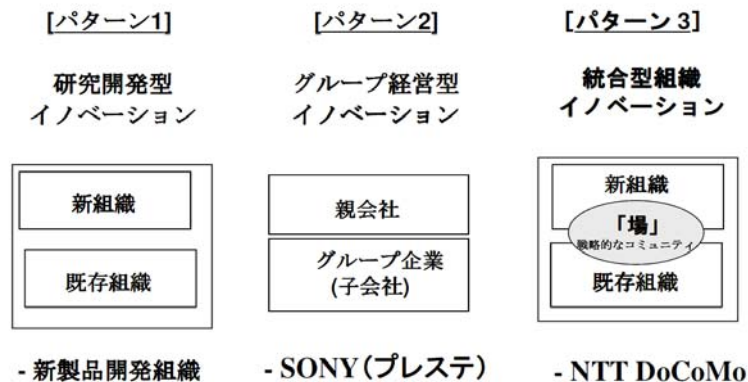 [パターン1]
研究開発型
イノベーション
新組織
既存組織
- 新製品開発組織
[パターン2]
グループ経営型
イノベーション
親会社
グループ企業
(子会社)
- SONY(プレステ)
[パターン 3]
統合型組織
イノベーション
新組織
「場」
戦略的なコミュニティ
既存組織
- NTT DoCoMo